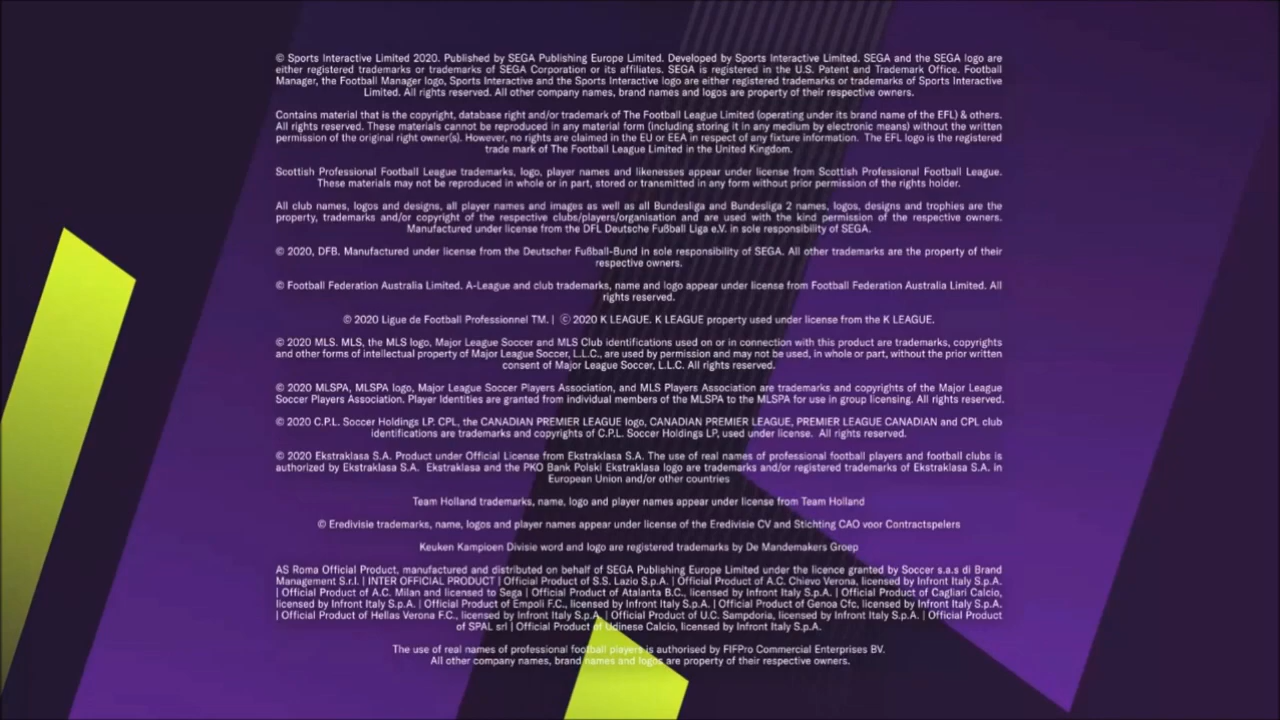 © Sports Interactive Limited 2020. Published by SEGA Publishing Europe Limited. Developed by Sports Interactive Limited. SEGA and the SEGA logo are
either registered trademarks or trademarks of SEGA Corporation or its affiliates. SEGA is registered in the U.S. Patent and Trademark Office. Football
Manager, the Football Manager logo, Sports Interactive and the Sports Interactive logo are either registered trademarks or trademarks of Sports Interactive
Limited. All rights reserved. All other company names, brand names and logos are property of their respective owners.
Contains material that is the copyright, database right and/or trademark of The Football League Limited (operating under its brand name of the EFL) & others.
All rights reserved. These materials cannot be reproduced in any material form (including storing it in any medium by electronic means) without the written
permission of the original right owner(s). However, no rights are claimed in the EU or EEA in respect of any fixture information. The EFL logo is the registered
trade mark of The Football League Limited in the United Kingdom.
Scottish Professional Football League trademarks, logo, player names and likenesses appear under license from Scottish Professional Football League.
These materials may not be reproduced in whole or in part, stored or transmitted in any form without prior permission of the rights holder.
All club names, logos and designs, all player names and images as well as all Bundesliga and Bundesliga 2 names, logos, designs and trophies are the
property, trademarks and/or copyright of the respective clubs/players/organisation and are used with the kind permission of the respective owners.
Manufactured under license from the DFL Deutsche Fußball Liga e.V. in sole responsibility of SEGA.
© 2020, DFB. Manufactured under license from the Deutscher Fußball-Bund in sole responsibility of SEGA. All other trademarks are the property of their
respective owners.
© Football Federation Australia Limited. A-League and club trademarks, name and logo appear under license from Football Federation Australia Limited. All
rights reserved.
© 2020 Ligue de Football Professionnel TM. | ⓒ 2020 K LEAGUE. K LEAGUE property used under license from the K LEAGUE.
© 2020 MLS. MLS, the MLS logo, Major League Soccer and MLS Club identifications used on or in connection with this product are trademarks, copyrights
and other forms of intellectual property of Major League Soccer, L.L.C., are used by permission and may not be used, in whole or part, without the prior written
consent of Major League Soccer, L.L.C. All rights reserved.
© 2020 MLSPA, MLSPA logo, Major League Soccer Players Association, and MLS Players Association are trademarks and copyrights of the Major League
Soccer Players Association. Player Identities are granted from individual members of the MLSPA to the MLSPA for use in group licensing. All rights reserved.
© 2020 C.P.L. Soccer Holdings LP. CPL, the CANADIAN PREMIER LEAGUE logo, CANADIAN PREMIER LEAGUE, PREMIER LEAGUE CANADIAN and CPL club
identifications are trademarks and copyrights of C.P.L. Soccer Holdings LP, used under license. All rights reserved.
© 2020 Ekstraklasa S.A. Product under Official License from Ekstraklasa S.A. The use of real names of professional football players and football clubs is
authorized by Ekstraklasa S.A. Ekstraklasa and the PKO Bank Polski Ekstraklasa logo are trademarks and/or registered trademarks of Ekstraklasa S.A. in
European Union and/or other countries
Team Holland trademarks, name, logo and player names appear under license from Team Holland
© Eredivisie trademarks, name, logos and player names appear under license of the Eredivisie CV and Stichting CAO voor Contractspelers
Keuken Kampioen Divisie word and logo are registered trademarks by De Mandemakers Groep
AS Roma Official Product, manufactured and distributed on behalf of SEGA Publishing Europe Limited under the licence granted by Soccer s.a.s di Brand
Management S.r.l. | INTER OFFICIAL PRODUCT | Official Product of S.S. Lazio S.p.A. | Official Product of A.C. Chievo Verona, licensed by Infront Italy S.p.A.
| Official Product of A.C. Milan and licensed to Sega | Official Product of Atalanta B.C., licensed by Infront Italy S.p.A. | Official Product of Cagliari Calcio,
licensed by Infront Italy S.p.A. | Official Product of Empoli F.C., licensed by Infront Italy S.p.A. | Official Product of Genoa Cfc, licensed by Infront Italy S.p.A.
| Official Product of Hellas Verona F.C., licensed by Infront Italy S.p.A. | Official Product of U.C. Sampdoria, licensed by Infront Italy S.p.A. | Official Product
of SPAL srl | Official Product of Udinese Calcio, licensed by Infront Italy S.p.A.
The use of real names of professional football players is authorised by FIFPro Commercial Enterprises BV.
All other company names, brand names and logos are property of their respective owners.